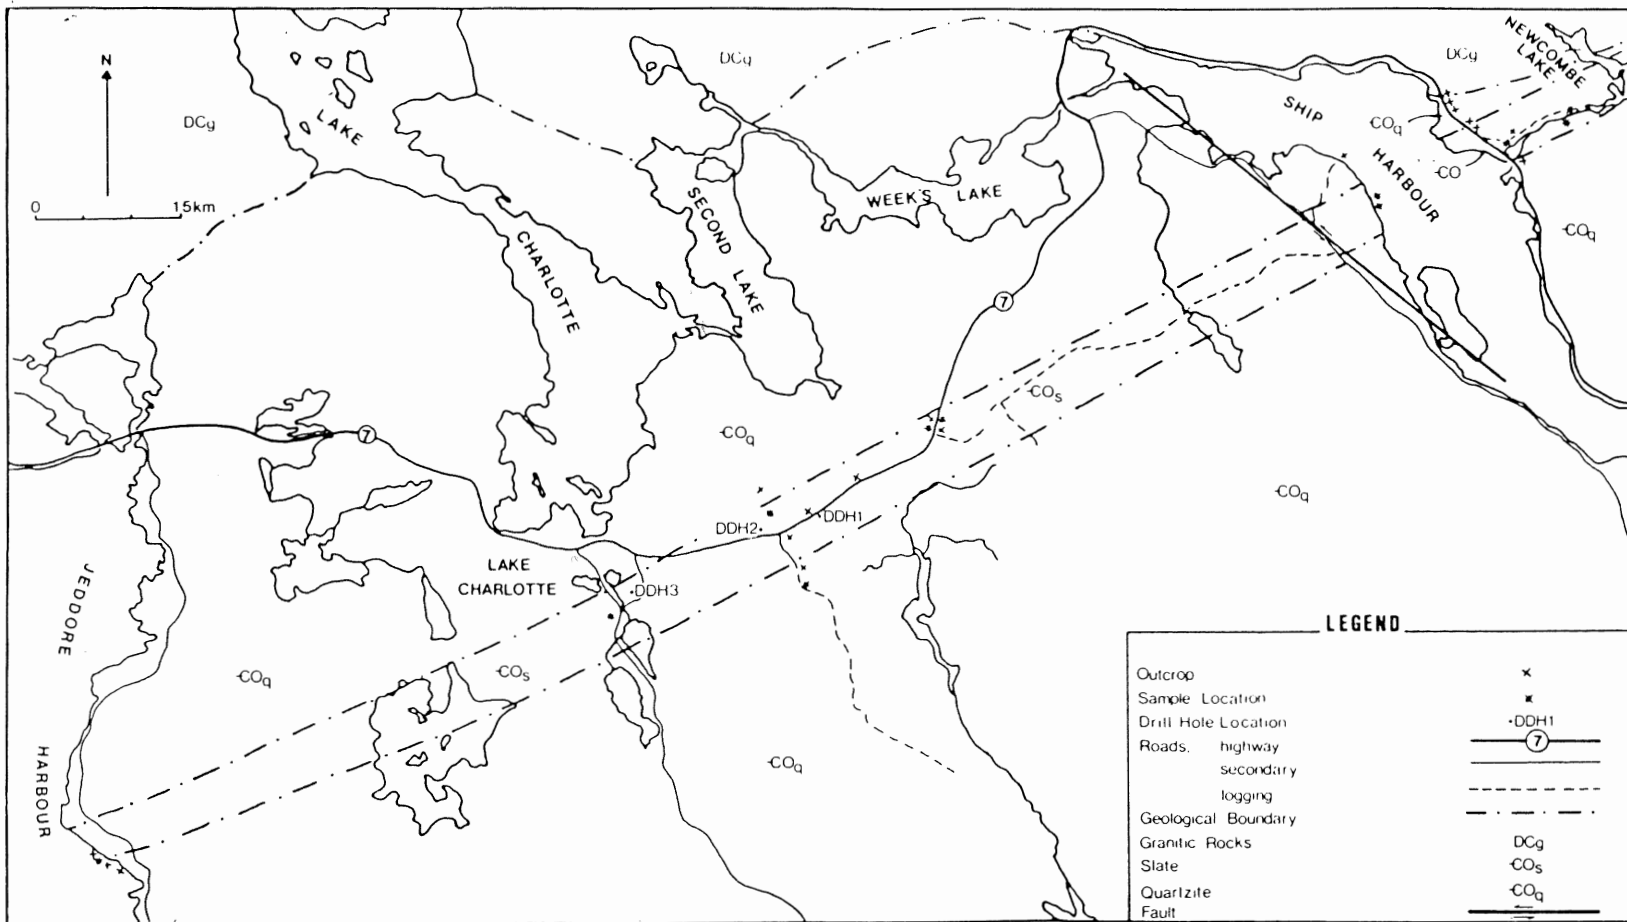 N
0 1.5km
DCg
LAKE
CHARLOTTE
DCg
SECOND LAKE
WEEK'S LAKE
SHIP
HARBOUR
DCg
NEWCOMBE
LAKE
-COq
-CO
-COq
7
-COs
-COq
-COq
7
DDH2
DDH1
LAKE
CHARLOTTE
DDH3
JEDDORE
HARBOUR
-COq
-COs
-COq
LEGEND
Outcrop x
Sample Location
Drill Hole Location ·DDH1
Roads. highway 7
secondary
logging
Geological Boundary
Granitic Rocks DCg
Slate -COs
Quartzite -COq
Fault